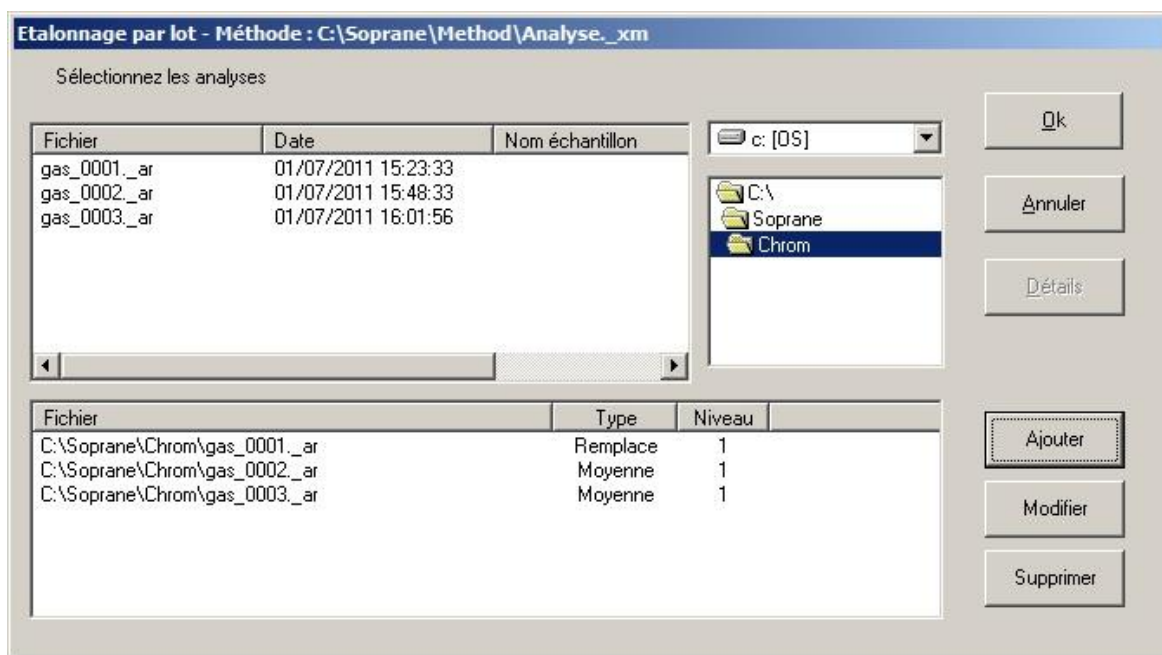 Etalonnage par lot - Méthode : C:\Soprane\Method\Analyse._xm
Sélectionnez les analyses
Fichier Date Nom échantillon
gas_0001._ar 01/07/2011 15:23:33
gas_0002._ar 01/07/2011 15:48:33
gas_0003._ar 01/07/2011 16:01:56
c: [OS]
C:\
Soprane
Chrom
Ok
Annuler
Détails
Fichier Type Niveau
C:\Soprane\Chrom\gas_0001._ar Remplace 1
C:\Soprane\Chrom\gas_0002._ar Moyenne 1
C:\Soprane\Chrom\gas_0003._ar Moyenne 1
Ajouter
Modifier
Supprimer